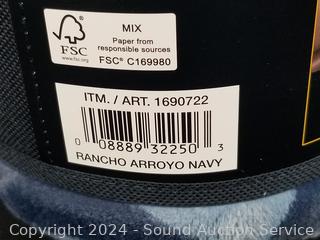 FSC
www.fsc.org
MIX
Paper from
responsible sources
FSC® C169980
ITM. / ART. 1690722
0 08889 32250 3
RANCHO ARROYO NAVY
Copyright 2024 - Sound Auction Service